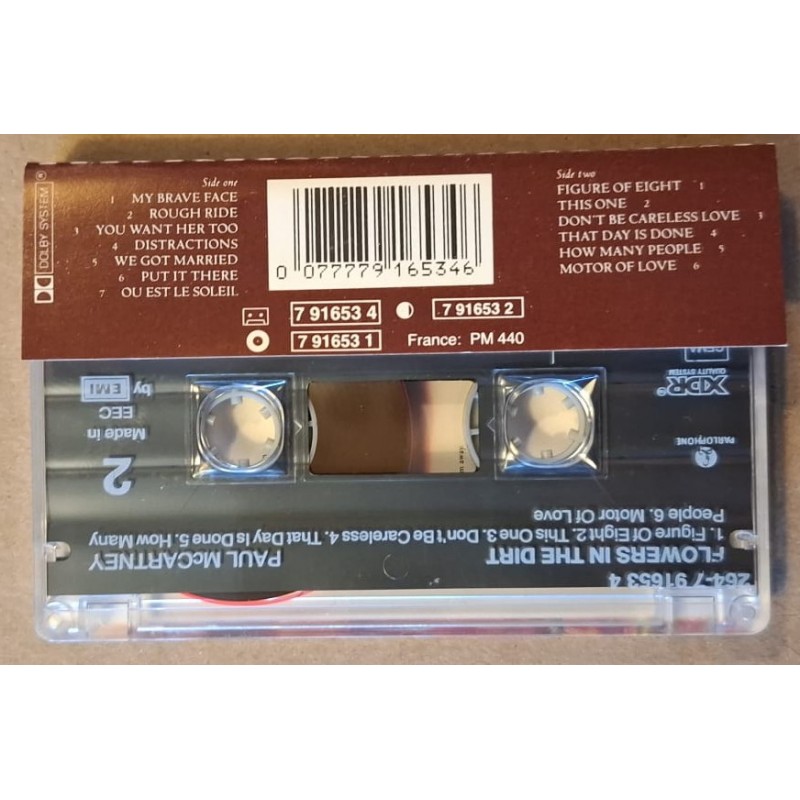 DOLBY SYSTEM®
Side one
1 MY BRAVE FACE
2 ROUGH RIDE
3 YOU WANT HER TOO
4 DISTRACTIONS
5 WE GOT MARRIED
6 PUT IT THERE
7 OU EST LE SOLEIL
0 077779 165346
Side two
FIGURE OF EIGHT 1
THIS ONE 2
DON'T BE CARELESS LOVE 3
THAT DAY IS DONE 4
HOW MANY PEOPLE 5
MOTOR OF LOVE 6
7 91653 4
7 91653 2
7 91653 1
France: PM 440
264-7 91653 4
FLOWERS IN THE DIRT
PAUL McCARTNEY
1. Figure Of Eight 2. This One 3. Don't Be Careless 4. That Day Is Done 5. How Many
People 6. Motor Of Love
PARLOPHONE
2
Made in
EEC
by EMI
XDR®
QUALITY SYSTEM